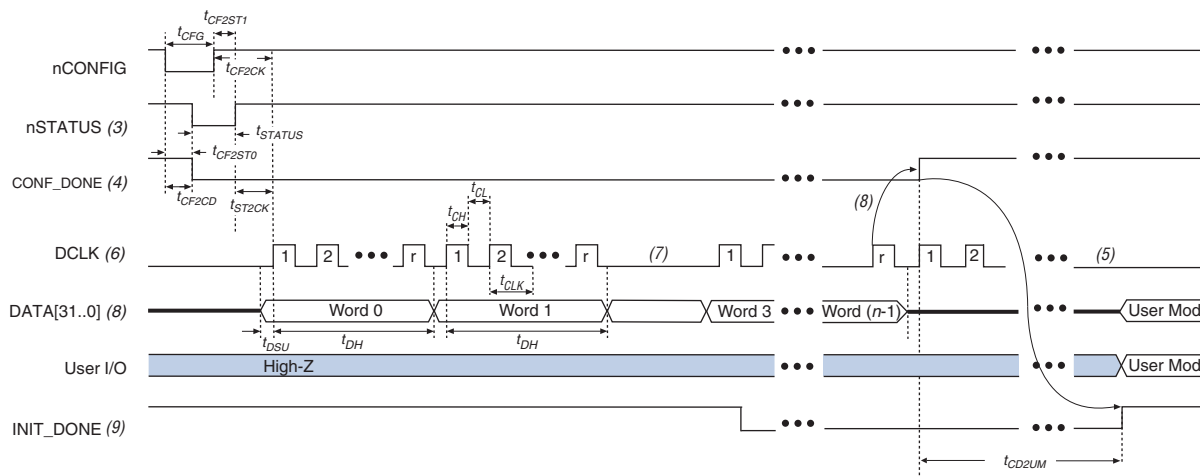 tCF2ST1
tCFG
nCONFIG
tCF2CK
nSTATUS (3)
tSTATUS
tCF2ST0
CONF_DONE (4)
tCF2CD
tST2CK
tCL
tCH
(8)
DCLK (6)
1 2 r 1 2 r (7) 1 r 1 2 (5)
tCLK
DATA[31..0] (8)
Word 0 Word 1 Word 3 Word (n-1) User Mod
tDSU tDH tDH
User I/O
High-Z
User Mod
INIT_DONE (9)
tCD2UM